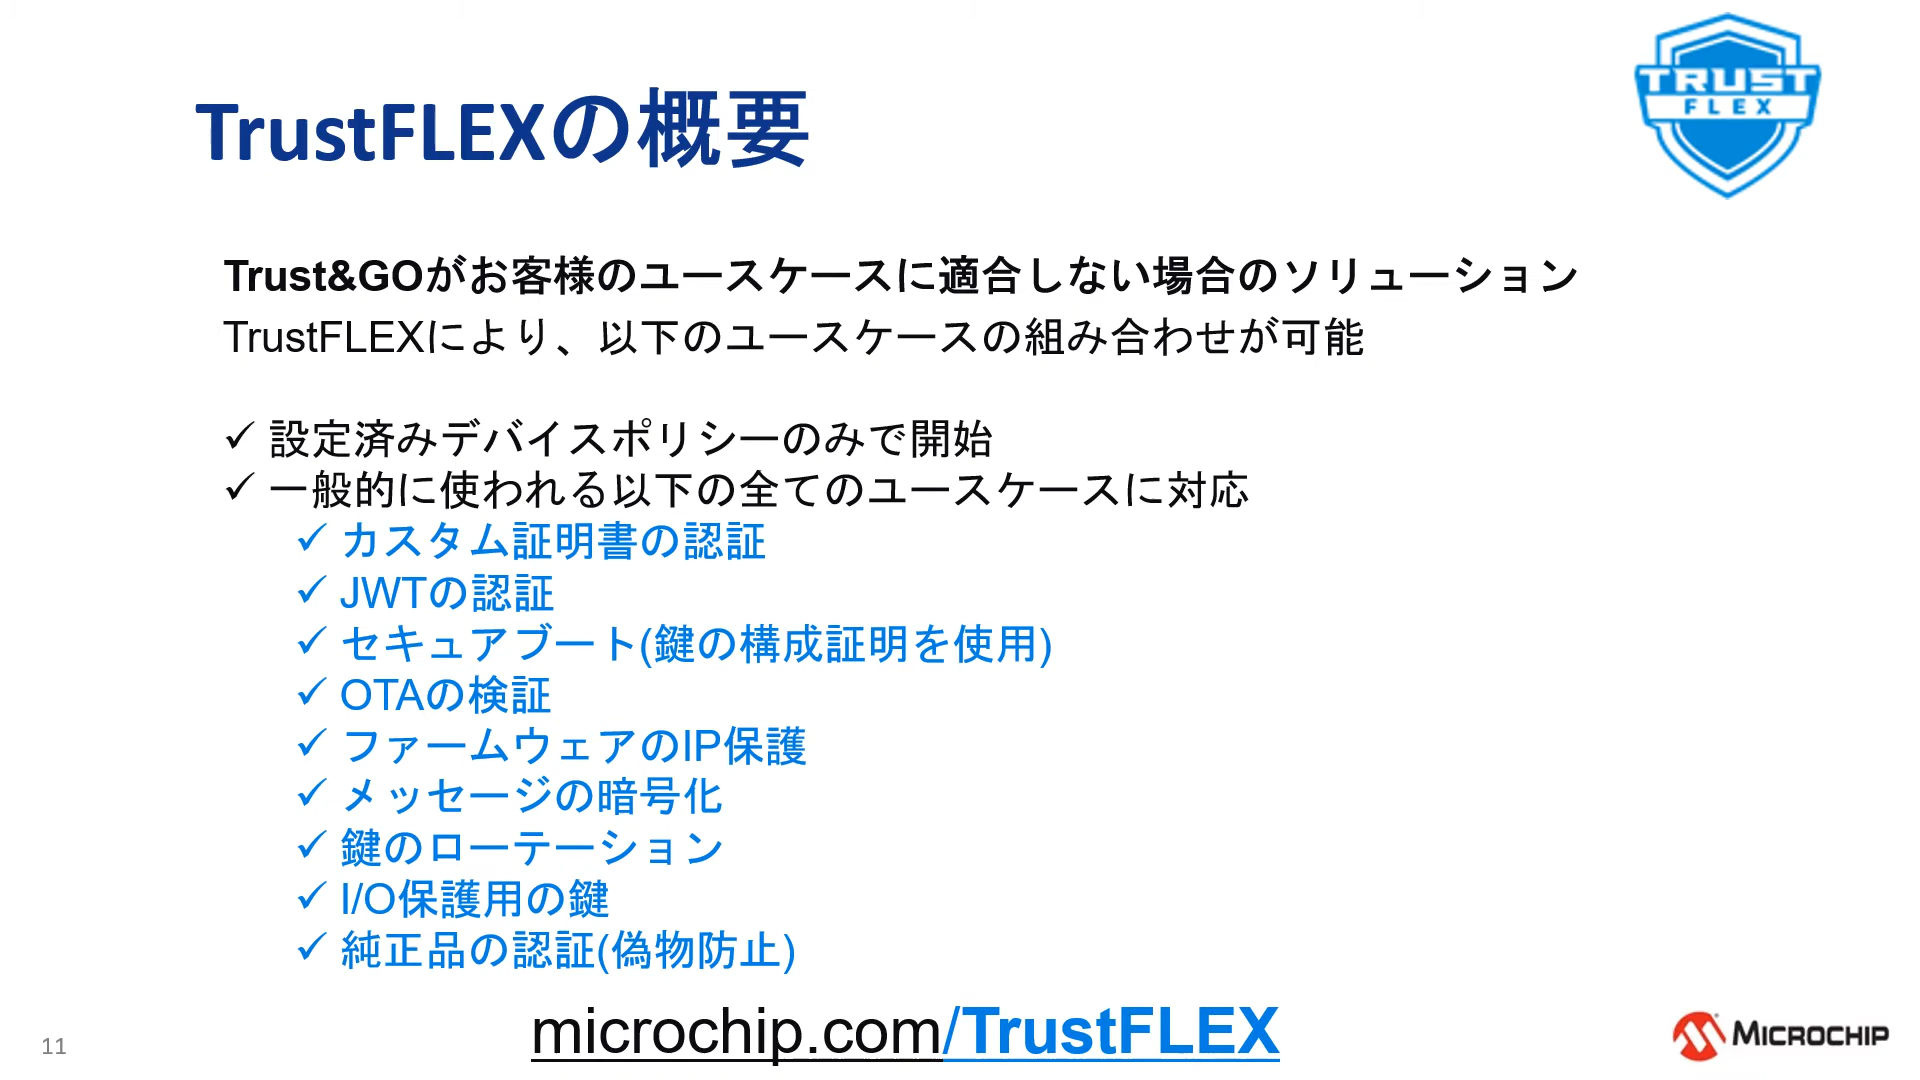 TRUST
FLEX
TrustFLEXの概要
Trust&GOがお客様のユースケースに適合しない場合のソリューション
TrustFLEXにより、以下のユースケースの組み合わせが可能
✓ 設定済みデバイスポリシーのみで開始
✓ 一般的に使われる以下の全てのユースケースに対応
✓ カスタム証明書の認証
✓ JWTの認証
✓ セキュアブート(鍵の構成証明を使用)
✓ OTAの検証
✓ ファームウェアのIP保護
✓ メッセージの暗号化
✓ 鍵のローテーション
✓ I/O保護用の鍵
✓ 純正品の認証(偽物防止)
microchip.com/TrustFLEX
11
MICROCHIP